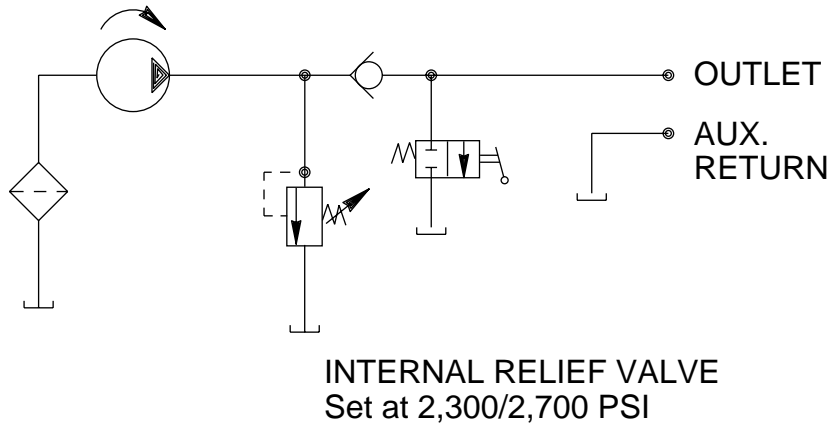 OUTLET
AUX.
RETURN
INTERNAL RELIEF VALVE
Set at 2,300/2,700 PSI